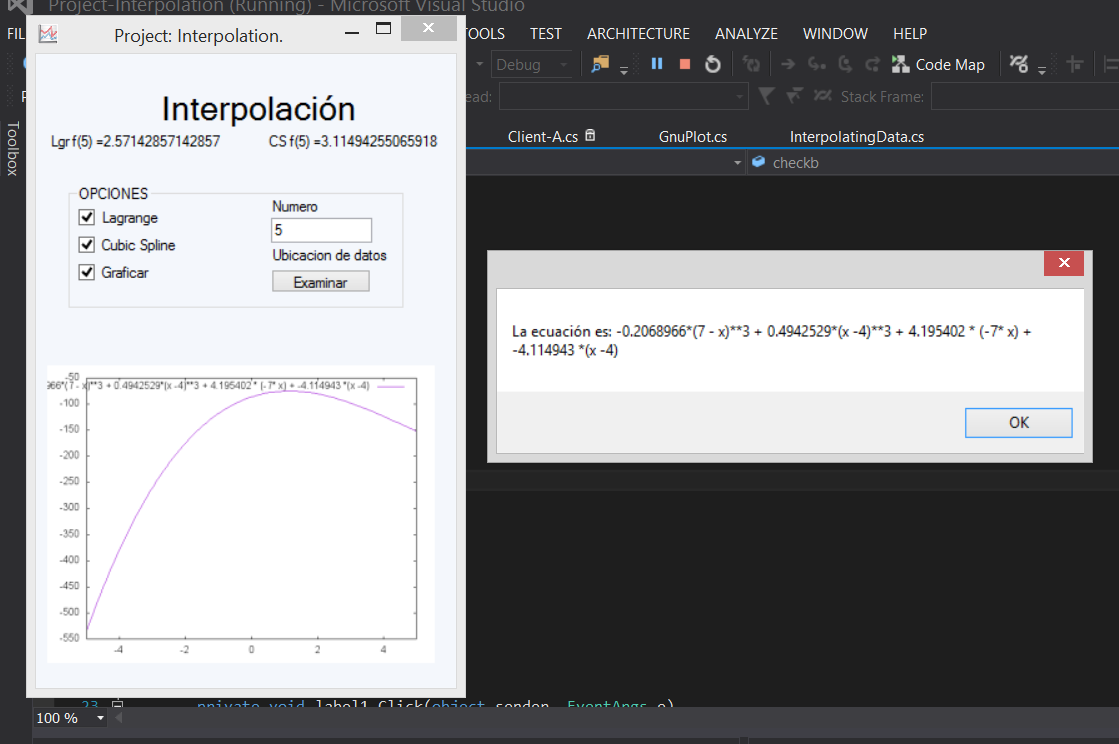 Project-Interpolation (Running) - Microsoft Visual Studio
Project: Interpolation.
TEST ARCHITECTURE ANALYZE WINDOW HELP
Debug
Code Map
Stack Frame:
Toolbox
Client-A.cs GnuPlot.cs InterpolatingData.cs
checkb
Interpolación
Lgr f(5) =2.57142857142857 CS f(5) =3.11494255065918
OPCIONES
Lagrange
Cubic Spline
Graficar
Numero
5
Ubicacion de datos
Examinar
La ecuación es: -0.2068966*(7 - x)**3 + 0.4942529*(x -4)**3 + 4.195402 * (-7* x) +
-4.114943 *(x -4)
OK
966*(7 - x)**3 + 0.4942529*(x -4)**3 + 4.195402 * (-7* x) + -4.114943 *(x -4)
-50
-100
-150
-200
-250
-300
-350
-400
-450
-500
-550
-4 -2 0 2 4
23 private void label1_Click(object sender, EventArgs e)
100 %